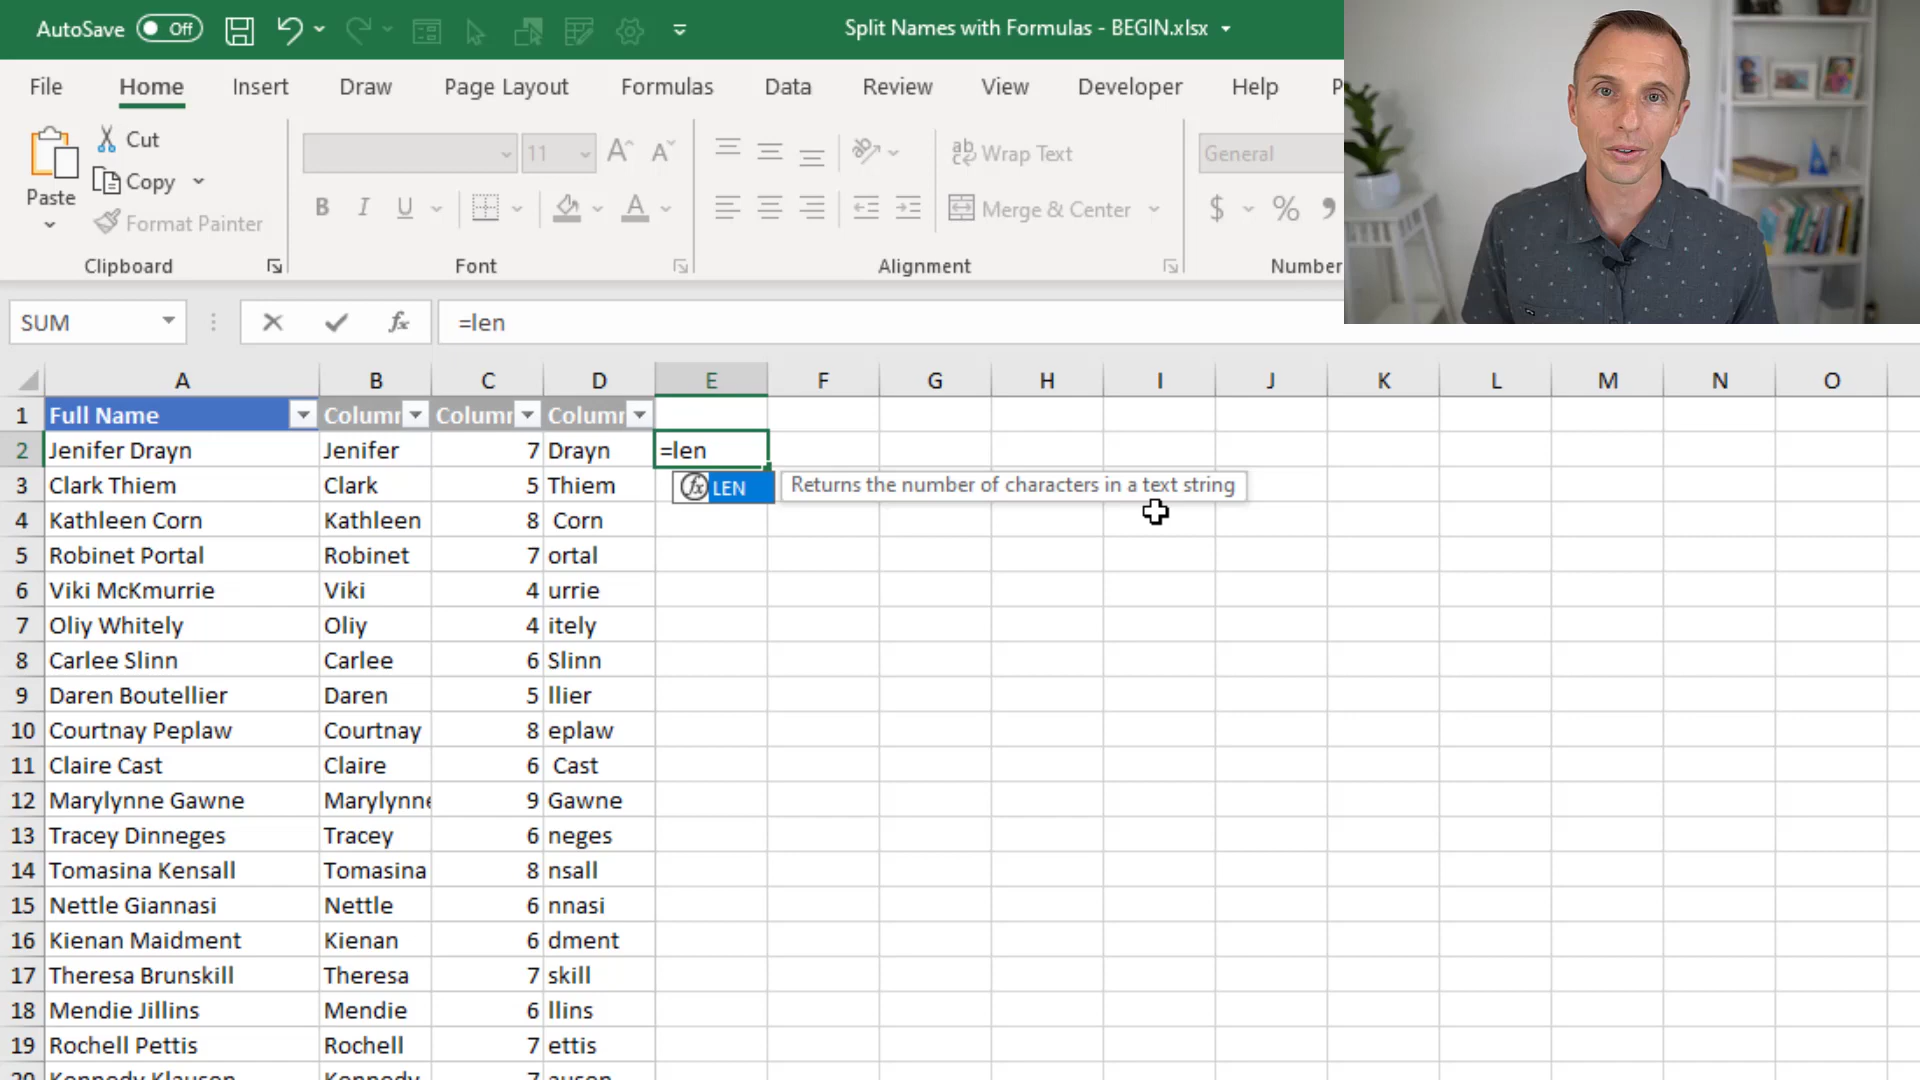 AutoSave Off Split Names with Formulas - BEGIN.xlsx
File Home Insert Draw Page Layout Formulas Data Review View Developer Help P
Paste
Cut
Copy
Format Painter
Clipboard
11
B I U
Font
Wrap Text
Merge & Center
Alignment
General
$ % 9
Number
SUM fx =len
A B C D E F G H I J K L M N O
1 Full Name Column Column Column
2 Jenifer Drayn Jenifer 7 Drayn =len
3 Clark Thiem Clark 5 Thiem LEN Returns the number of characters in a text string
4 Kathleen Corn Kathleen 8 Corn
5 Robinet Portal Robinet 7 ortal
6 Viki McKmurrie Viki 4 urrie
7 Oliy Whitely Oliy 4 itely
8 Carlee Slinn Carlee 6 Slinn
9 Daren Boutellier Daren 5 llier
10 Courtnay Peplaw Courtnay 8 eplaw
11 Claire Cast Claire 6 Cast
12 Marylynne Gawne Marylynne 9 Gawne
13 Tracey Dinneges Tracey 6 neges
14 Tomasina Kensall Tomasina 8 nsall
15 Nettle Giannasi Nettle 6 nnasi
16 Kienan Maidment Kienan 6 dment
17 Theresa Brunskill Theresa 7 skill
18 Mendie Jillins Mendie 6 llins
19 Rochell Pettis Rochell 7 ettis
20 Kennedy Klauson Kennedy 7 auson